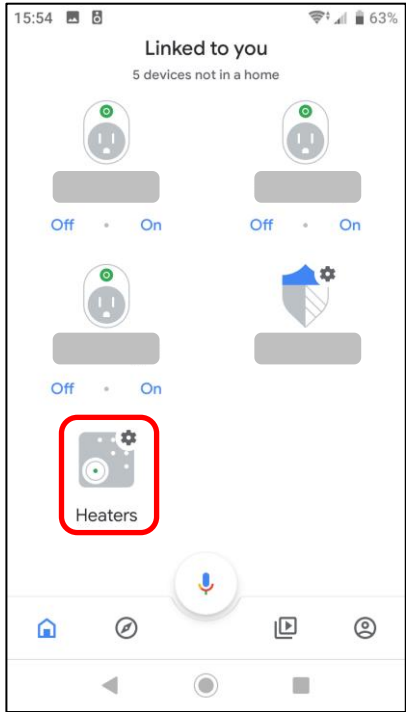 15:54 63%
Linked to you
5 devices not in a home
Off • On Off • On
Off • On
Heaters